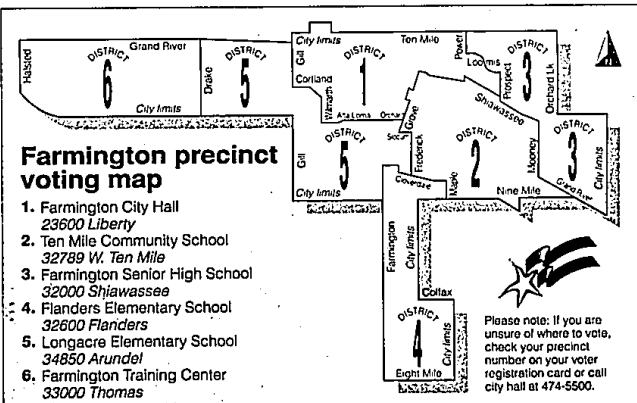 City limits
Ten Mile
Power
Halsted
DISTRICT 6
Grand River
Drake
DISTRICT 5
Gill
DISTRICT 1
Loomis
Prospect
DISTRICT 3
Orchard Lk
City limits
Cortland
Wilmarth
Alta Loma
Grove
Shiawassee
Farmington precinct
voting map
Gill
DISTRICT 5
City limits
Frederick
Cloverdale
Maple
DISTRICT 2
Nine Mile
Mooney
DISTRICT 3
Grand River
City limits
1. Farmington City Hall
23600 Liberty
2. Ten Mile Community School
32789 W. Ten Mile
3. Farmington Senior High School
32000 Shiawassee
4. Flanders Elementary School
32600 Flanders
5. Longacre Elementary School
34850 Arundel
6. Farmington Training Center
33000 Thomas
Farmington
City limits
Colfax
DISTRICT 4
City limits
Eight Mile
Please note: If you are
unsure of where to vote,
check your precinct
number on your voter
registration card or call
city hall at 474-5500.